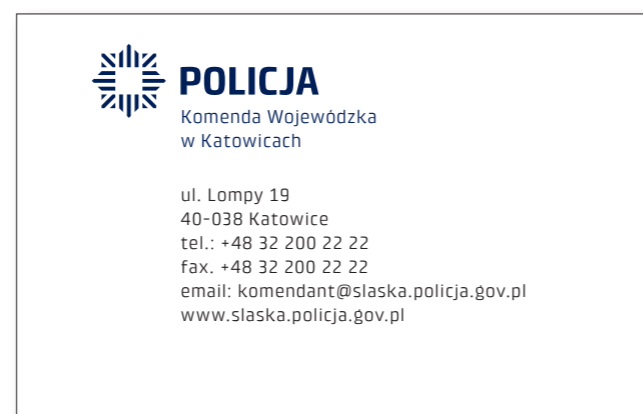 POLICJA
Komenda Wojewódzka
w Katowicach
ul. Lompy 19
40-038 Katowice
tel.: +48 32 200 22 22
fax. +48 32 200 22 22
email: komendant@slaska.policja.gov.pl
www.slaska.policja.gov.pl